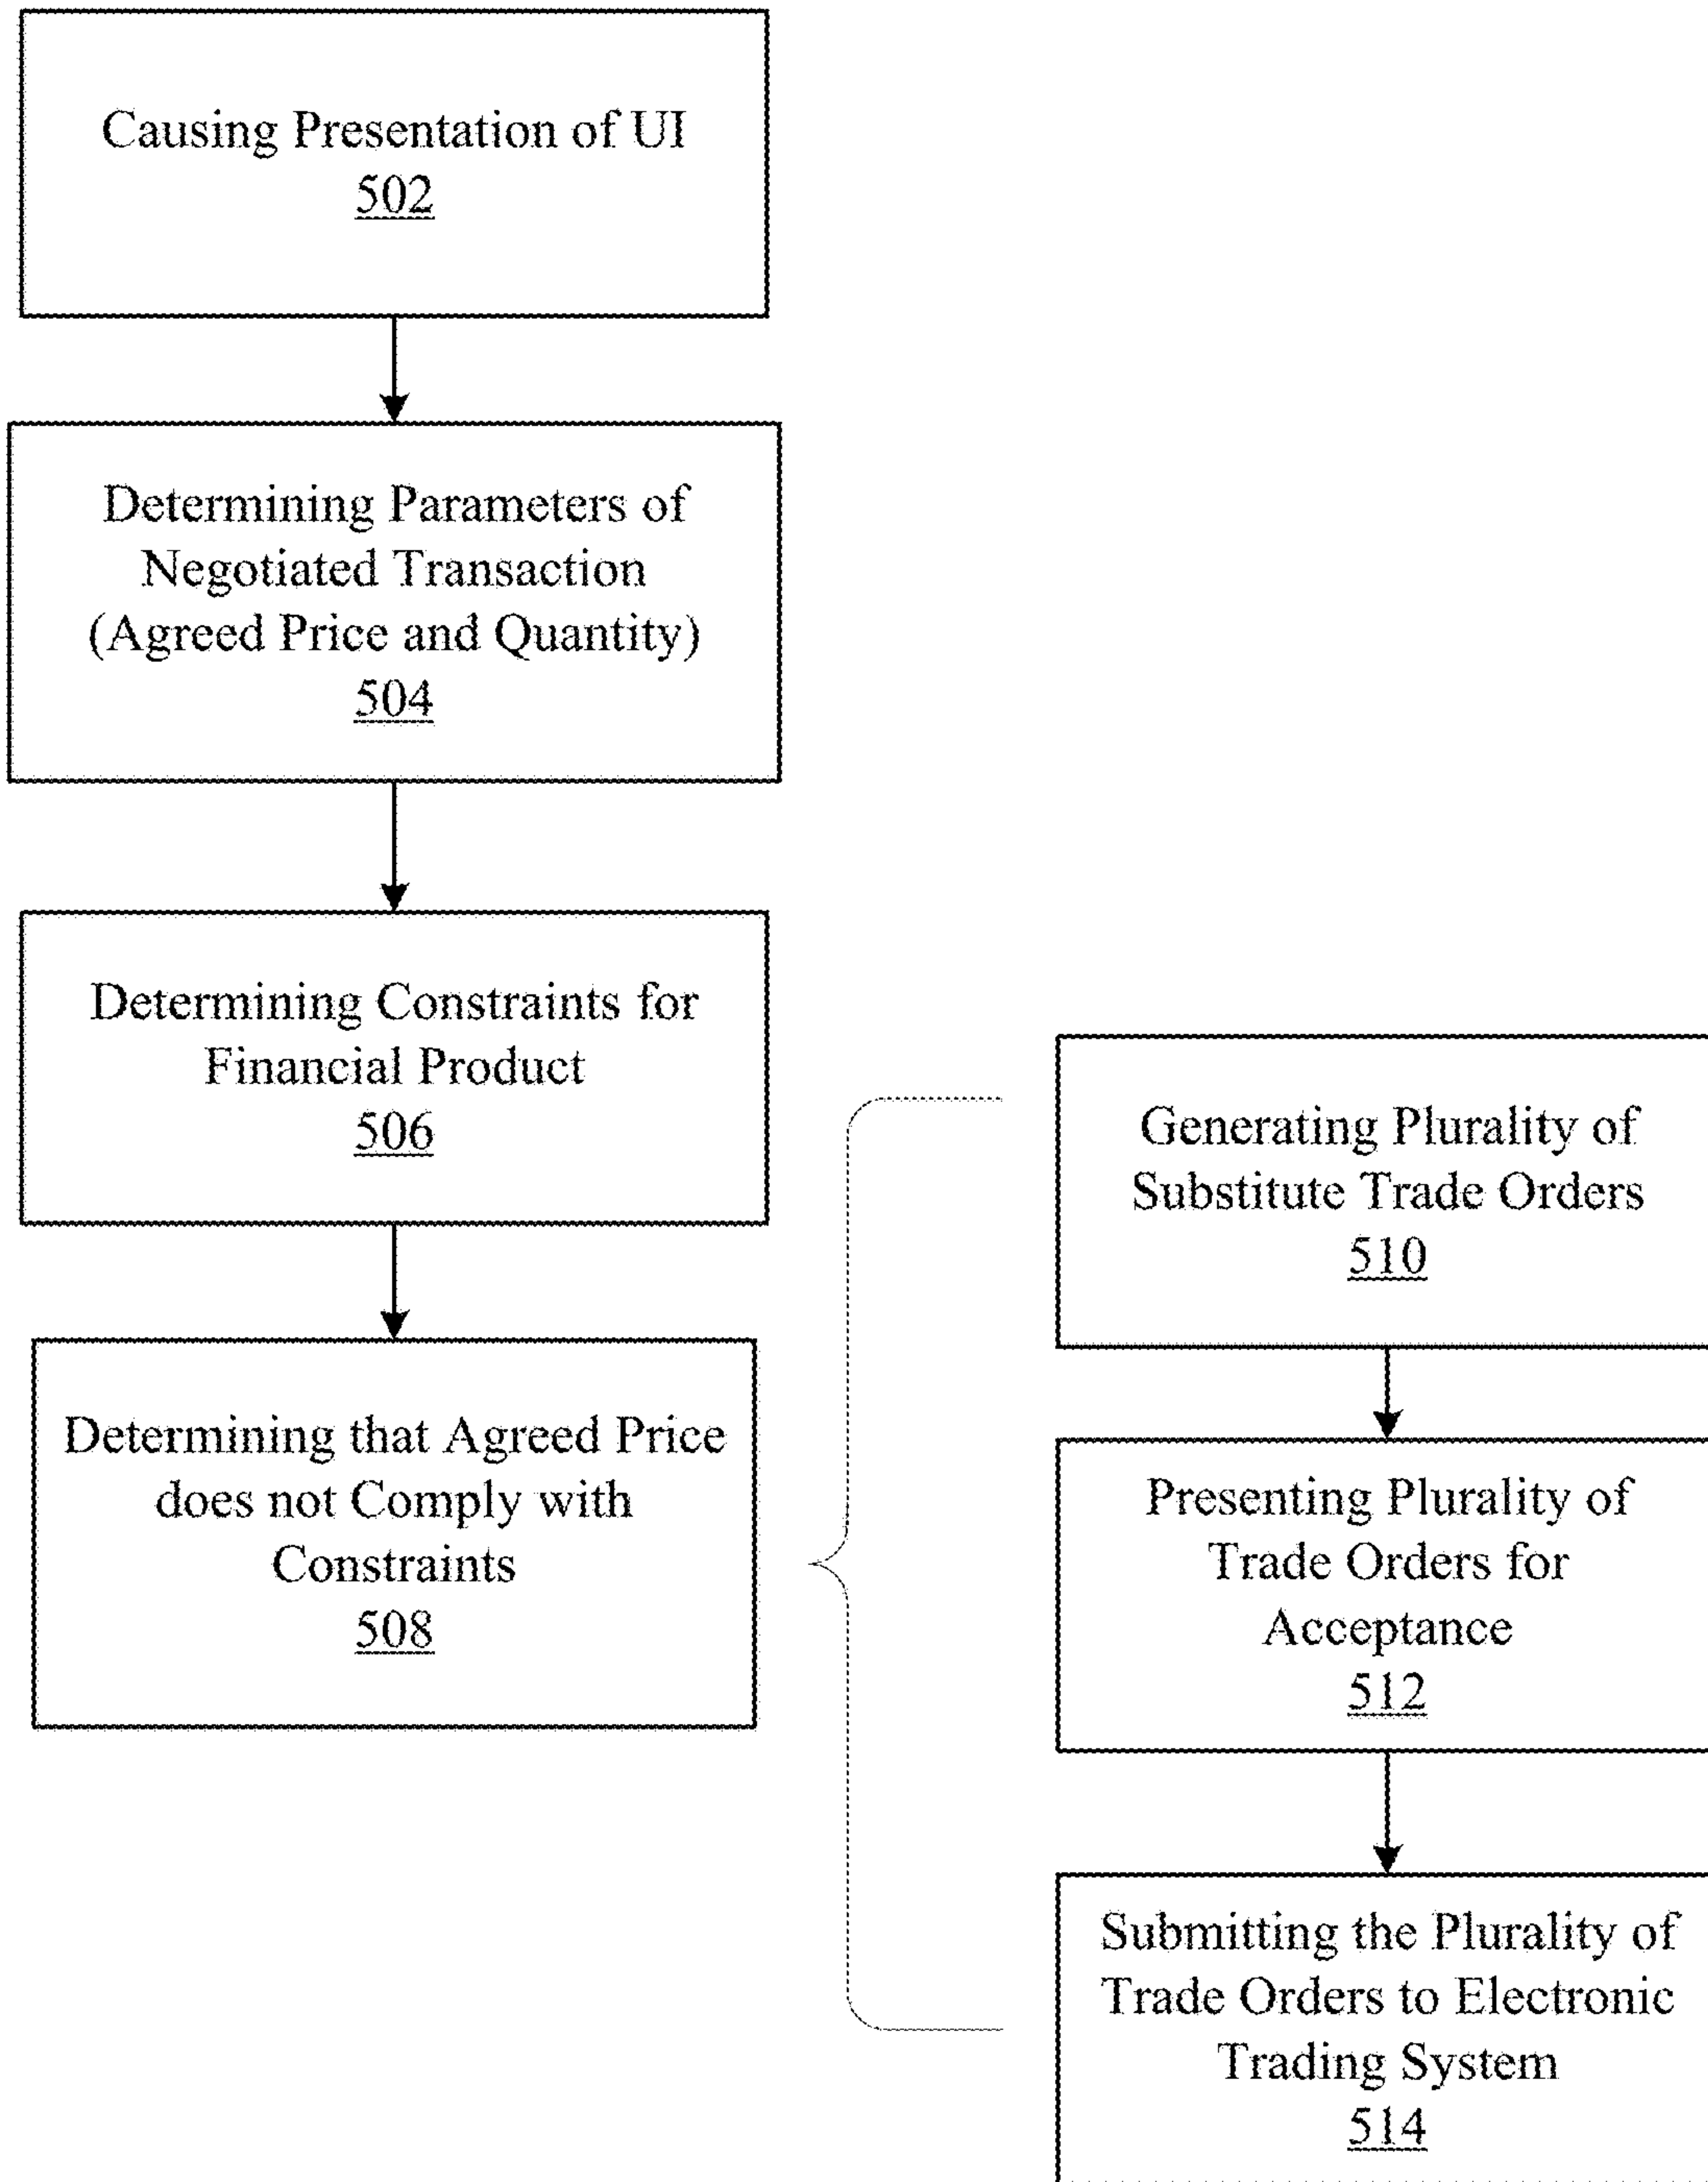 Causing Presentation of UI
502
Determining Parameters of
Negotiated Transaction
(Agreed Price and Quantity)
504
Determining Constraints for
Financial Product
506
Determining that Agreed Price
does not Comply with
Constraints
508
Generating Plurality of
Substitute Trade Orders
510
Presenting Plurality of
Trade Orders for
Acceptance
512
Submitting the Plurality of
Trade Orders to Electronic
Trading System
514